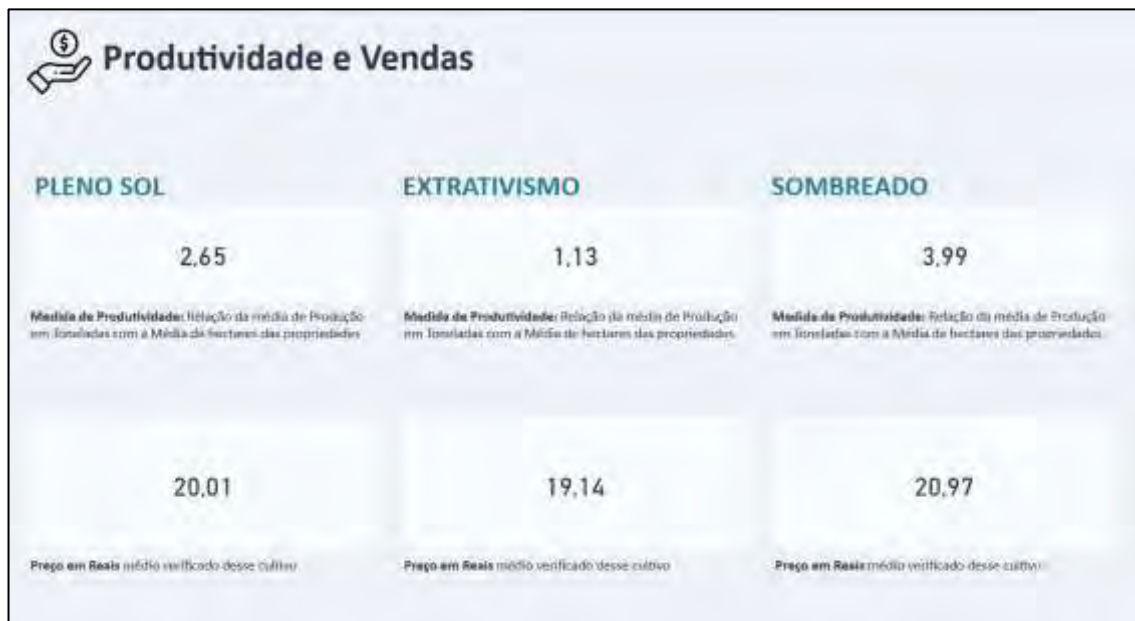 Produtividade e Vendas
PLENO SOL
2,65
Medida de Produtividade: Relação da média de Produção
em Toneladas com a Média de hectares das propriedades
20,01
Preço em Reais médio verificado desse cultivo
EXTRATIVISMO
1,13
Medida de Produtividade: Relação da média de Produção
em Toneladas com a Média de hectares das propriedades
19,14
Preço em Reais médio verificado desse cultivo
SOMBREADO
3,99
Medida de Produtividade: Relação da média de Produção
em Toneladas com a Média de hectares das propriedades
20,97
Preço em Reais médio verificado desse cultivo